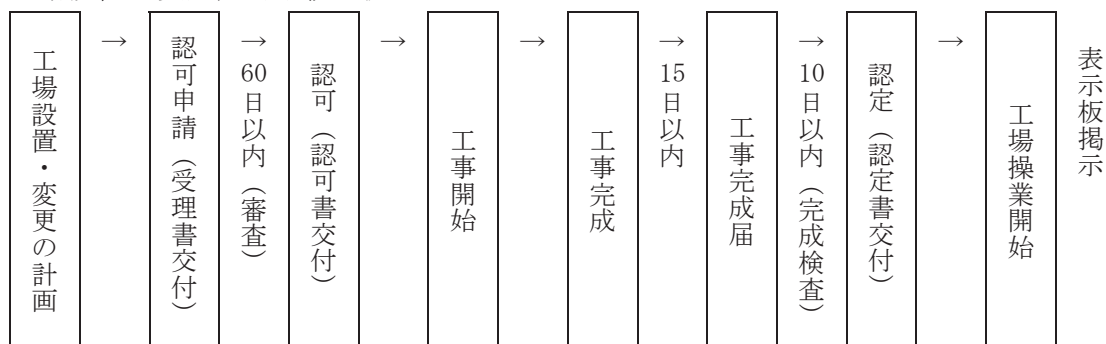 工場設置・変更の計画
→
認可申請（受理書交付）
→
60日以内（審査）
認可（認可書交付）
→
工事開始
→
工事完成
→
15日以内
工事完成届
→
10日以内（完成検査）
認定（認定書交付）
→
工場操業開始
表示板掲示